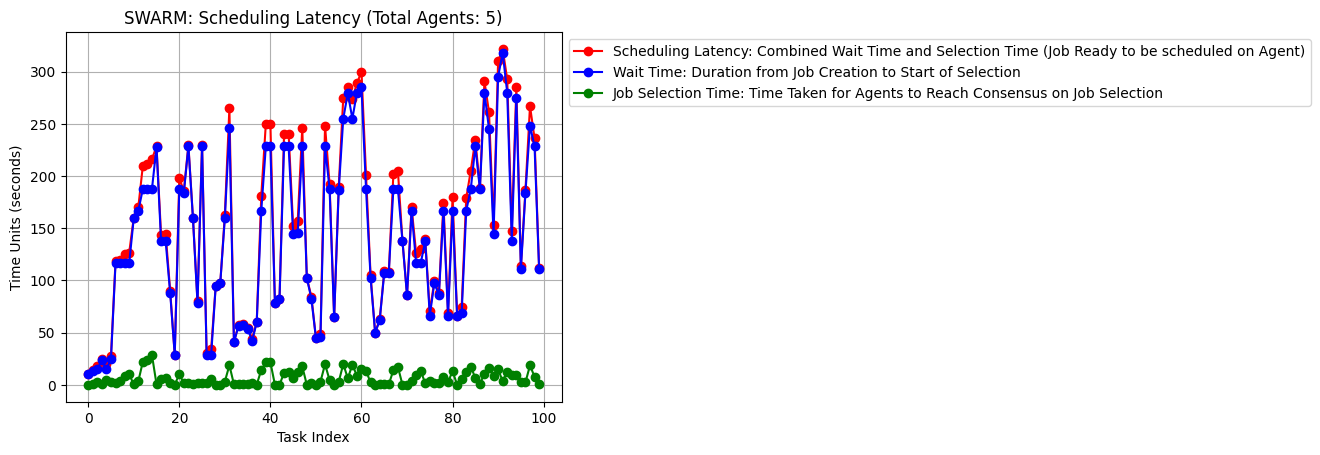 SWARM: Scheduling Latency (Total Agents: 5)
Scheduling Latency: Combined Wait Time and Selection Time (Job Ready to be scheduled on Agent)
Wait Time: Duration from Job Creation to Start of Selection
Job Selection Time: Time Taken for Agents to Reach Consensus on Job Selection
Time Units (seconds)
300
250
200
150
100
50
0
0 20 40 60 80 100
Task Index